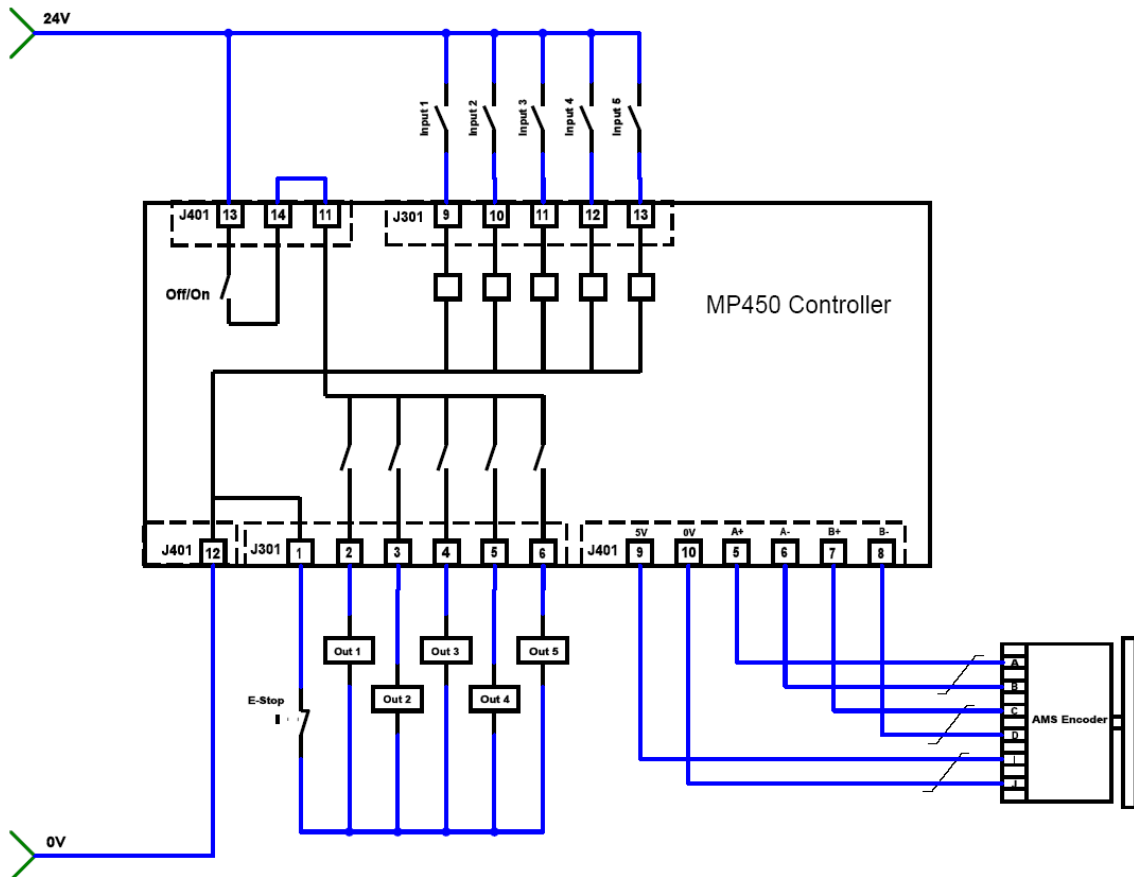 24V
Input 1
Input 2
Input 3
Input 4
Input 5
J401 13 14 11
J301 9 10 11 12 13
Off/On
MP450 Controller
J401 12
J301 1 2 3 4 5 6
5V 0V A+ A- B+ B-
J401 9 10 5 6 7 8
Out 1
Out 3
Out 5
Out 2
Out 4
E-Stop
A
B
C
D
I
J
AMS Encoder
0V